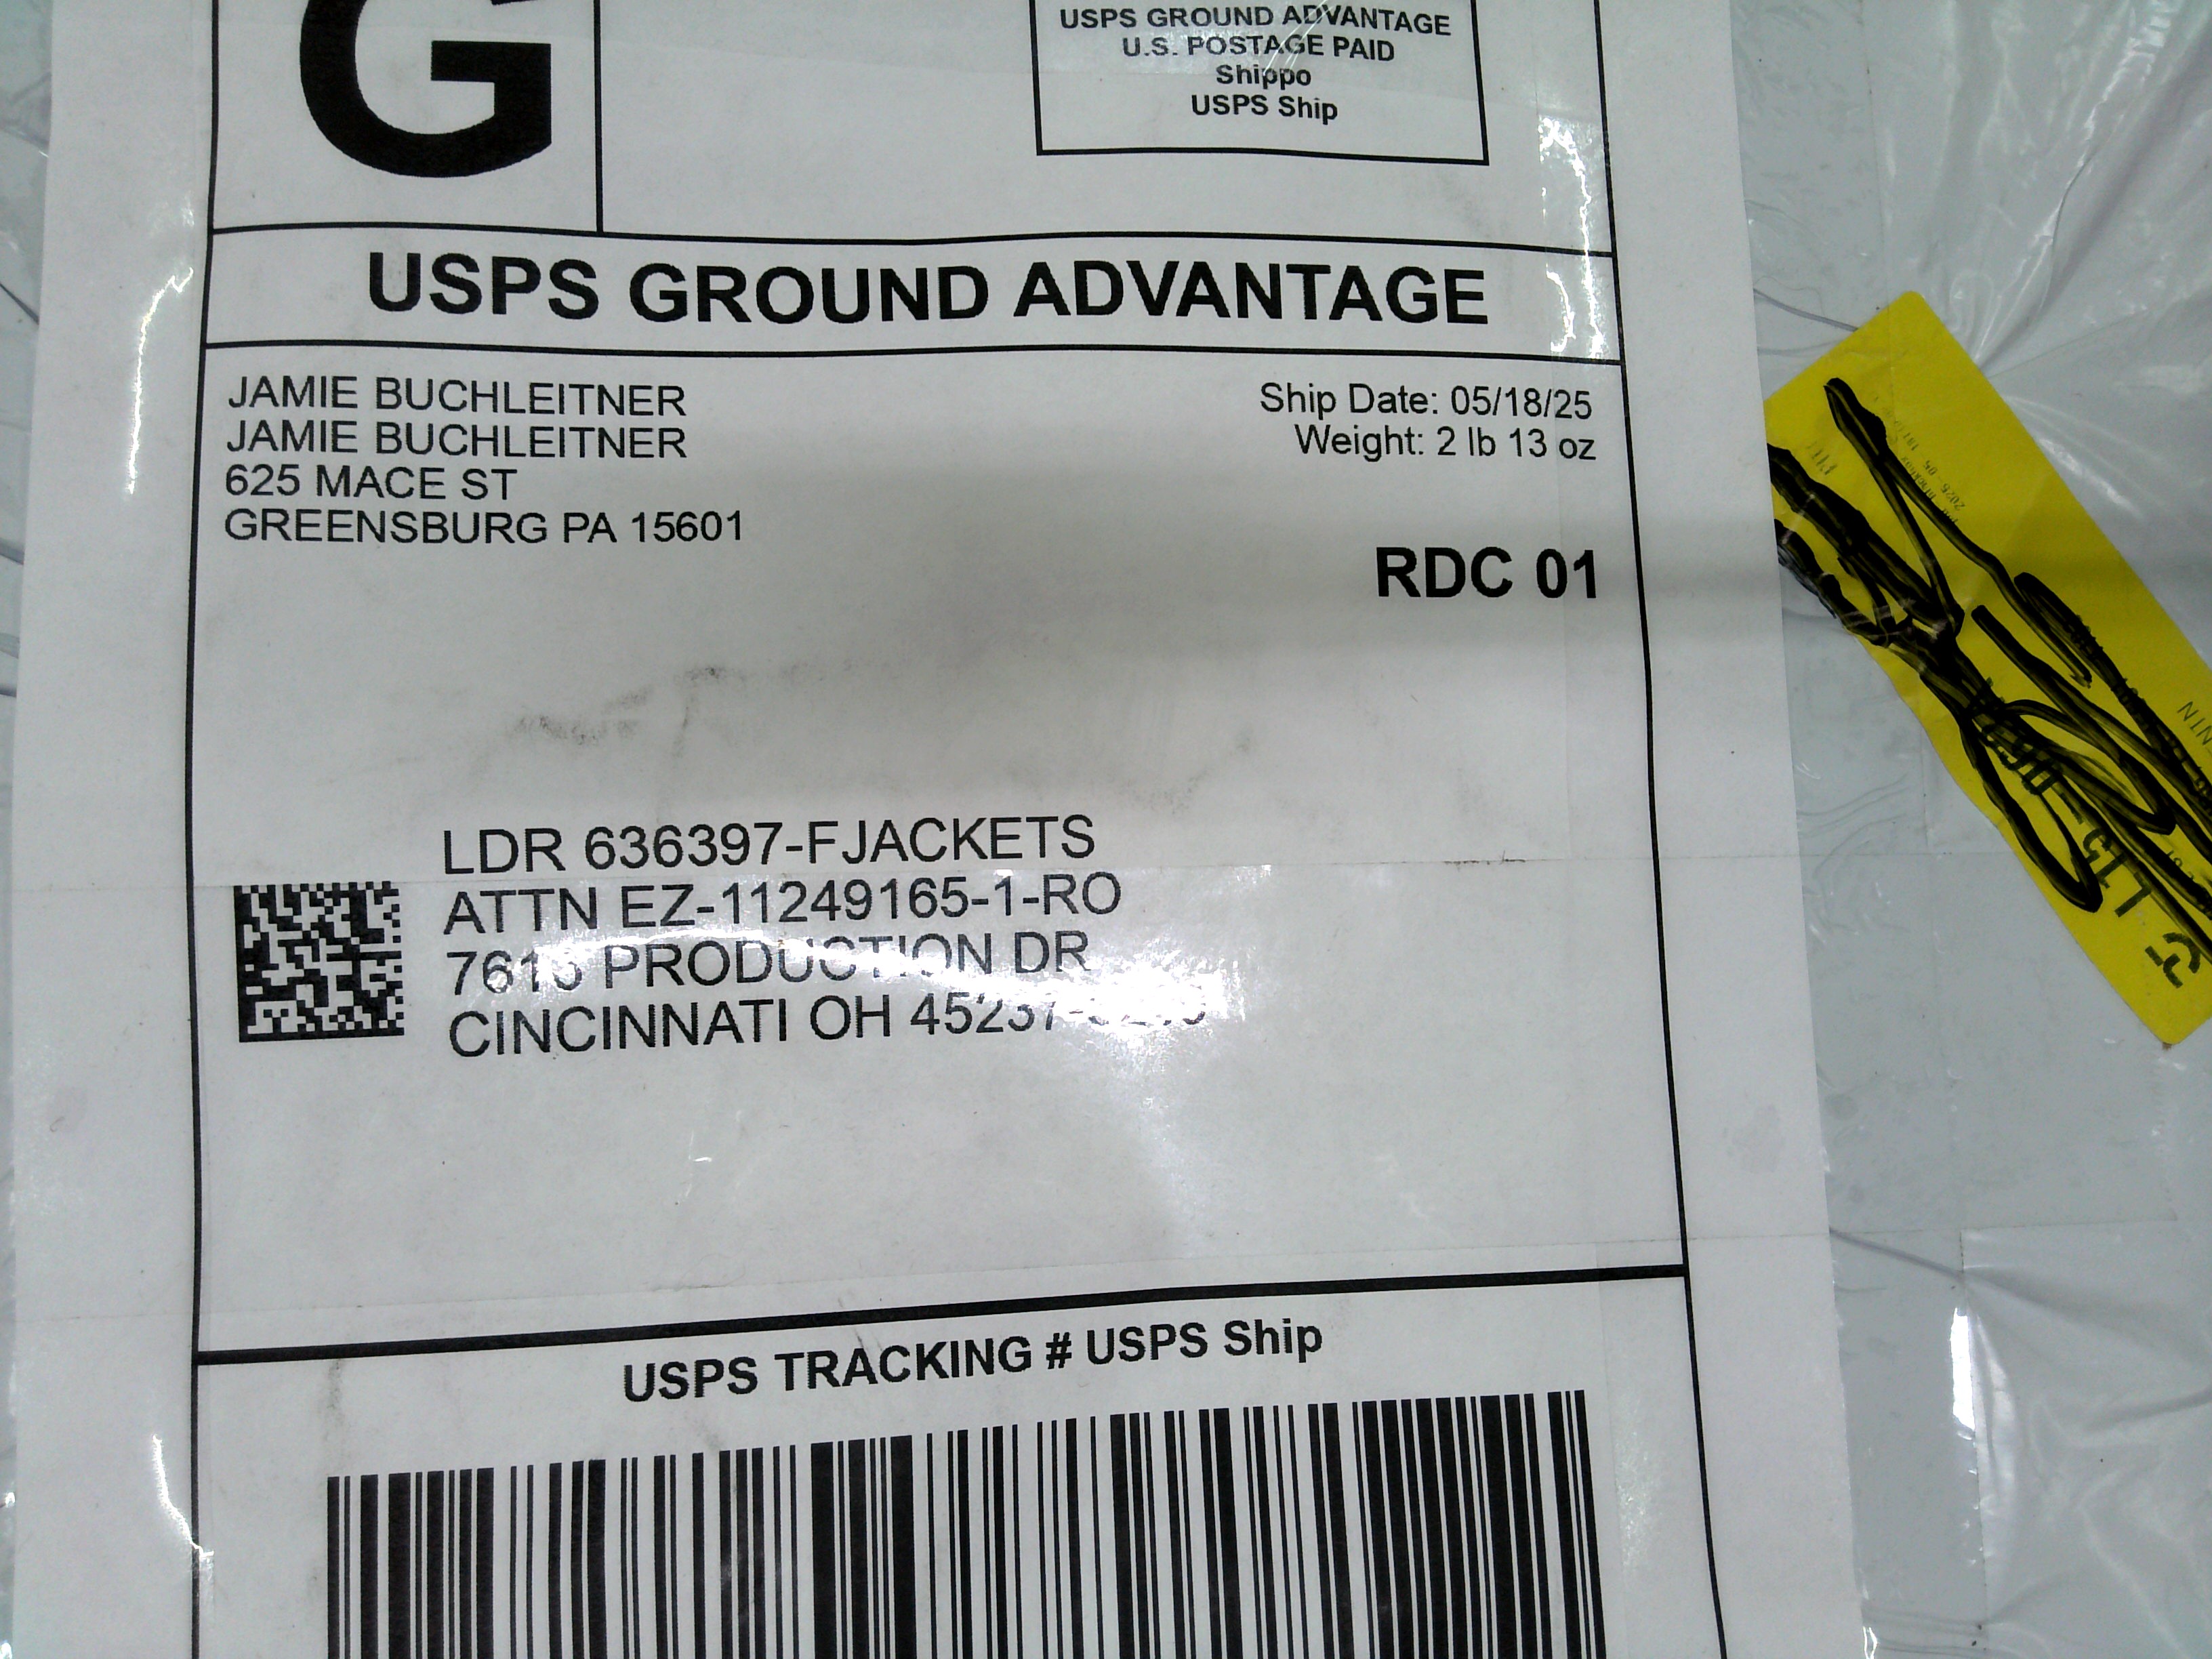 G
USPS GROUND ADVANTAGE
U.S. POSTAGE PAID
Shippo
USPS Ship
USPS GROUND ADVANTAGE
JAMIE BUCHLEITNER
JAMIE BUCHLEITNER
625 MACE ST
GREENSBURG PA 15601
Ship Date: 05/18/25
Weight: 2 lb 13 oz
RDC 01
LDR 636397-FJACKETS
ATTN EZ-11249165-1-RO
PRODUCTION DR
CINCINNATI OH
USPS TRACKING # USPS Ship